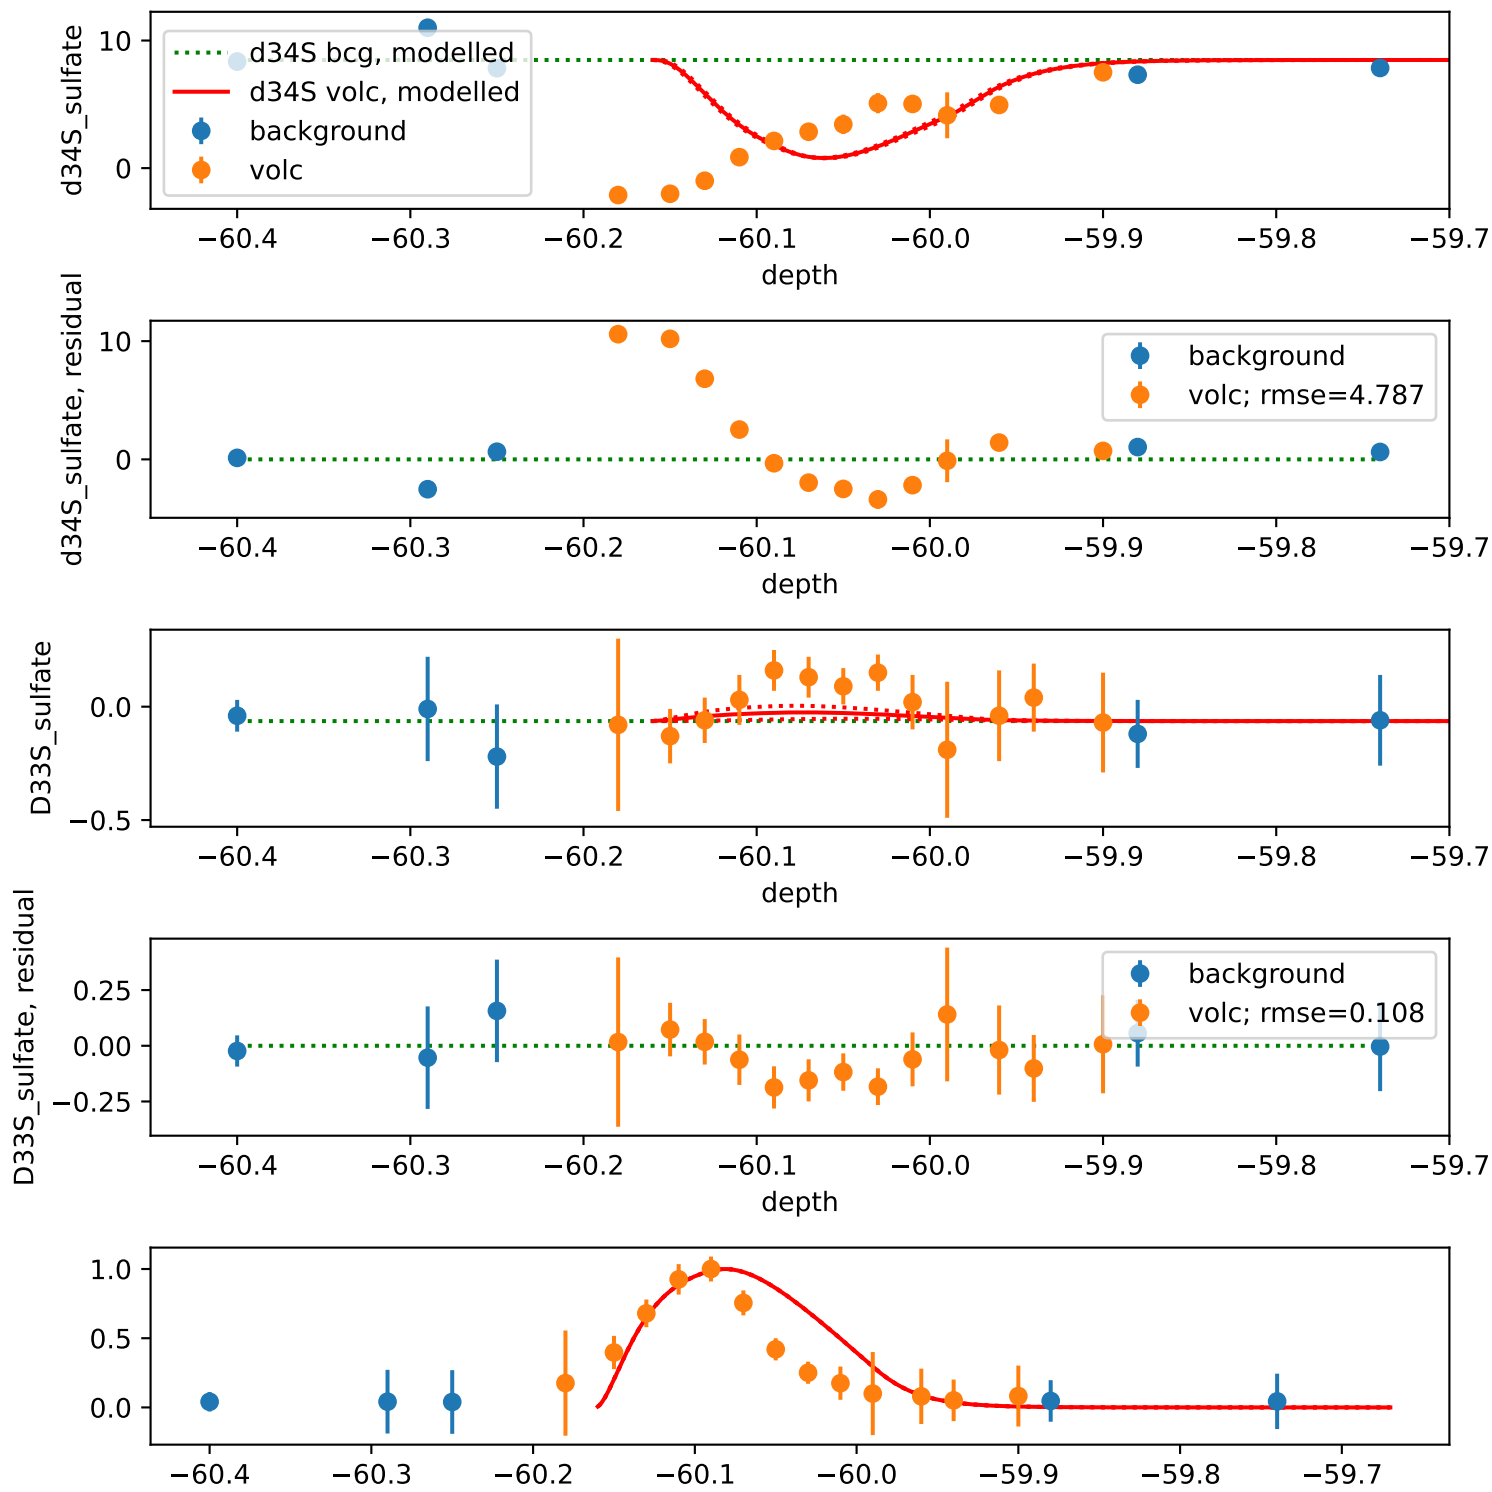 d34S_sulfate
10
0
d34S bcg, modelled
d34S volc, modelled
background
volc
−60.4 −60.3 −60.2 −60.1 −60.0 −59.9 −59.8 −59.7
depth
d34S_sulfate, residual
10
0
background
volc; rmse=4.787
−60.4 −60.3 −60.2 −60.1 −60.0 −59.9 −59.8 −59.7
depth
D33S_sulfate
0.0
−0.5
−60.4 −60.3 −60.2 −60.1 −60.0 −59.9 −59.8 −59.7
depth
D33S_sulfate, residual
0.25
0.00
−0.25
background
volc; rmse=0.108
−60.4 −60.3 −60.2 −60.1 −60.0 −59.9 −59.8 −59.7
depth
1.0
0.5
0.0
−60.4 −60.3 −60.2 −60.1 −60.0 −59.9 −59.8 −59.7